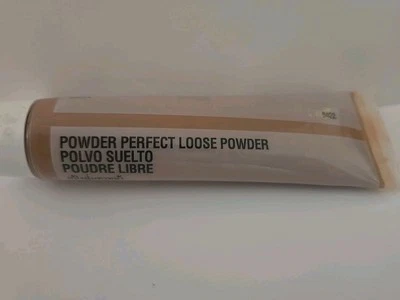 POWDER PERFECT LOOSE POWDER
POLVO SUELTO
POUDRE LIBRE